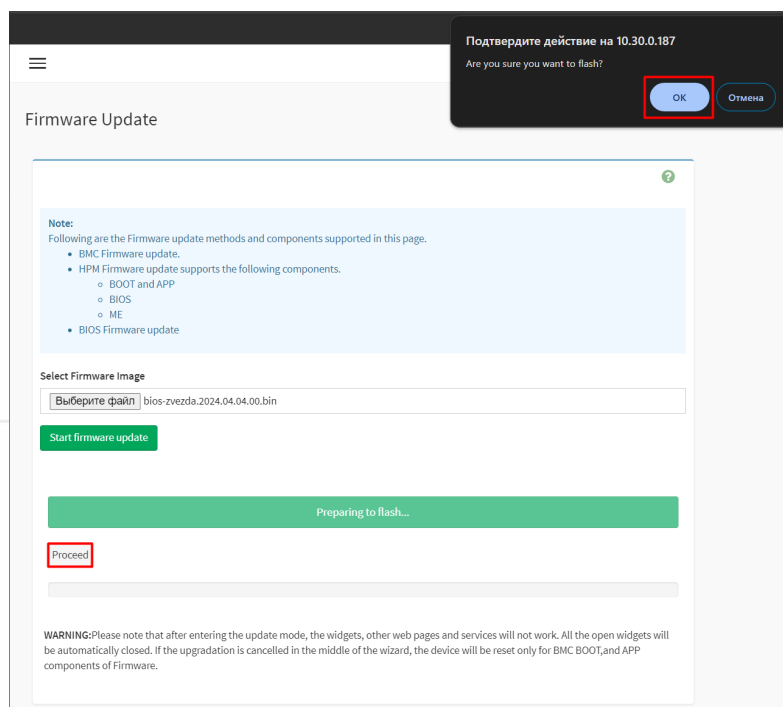 Подтвердите действие на 10.30.0.187
Are you sure you want to flash?
ОК
Отмена
Firmware Update
Note:
Following are the Firmware update methods and components supported in this page.
BMC Firmware update.
HPM Firmware update supports the following components.
BOOT and APP
BIOS
ME
BIOS Firmware update
Select Firmware Image
Выберите файл bios-zvezda.2024.04.04.00.bin
Start firmware update
Preparing to flash...
Proceed
WARNING:Please note that after entering the update mode, the widgets, other web pages and services will not work. All the open widgets will
be automatically closed. If the upgradation is cancelled in the middle of the wizard, the device will be reset only for BMC BOOT,and APP
components of Firmware.